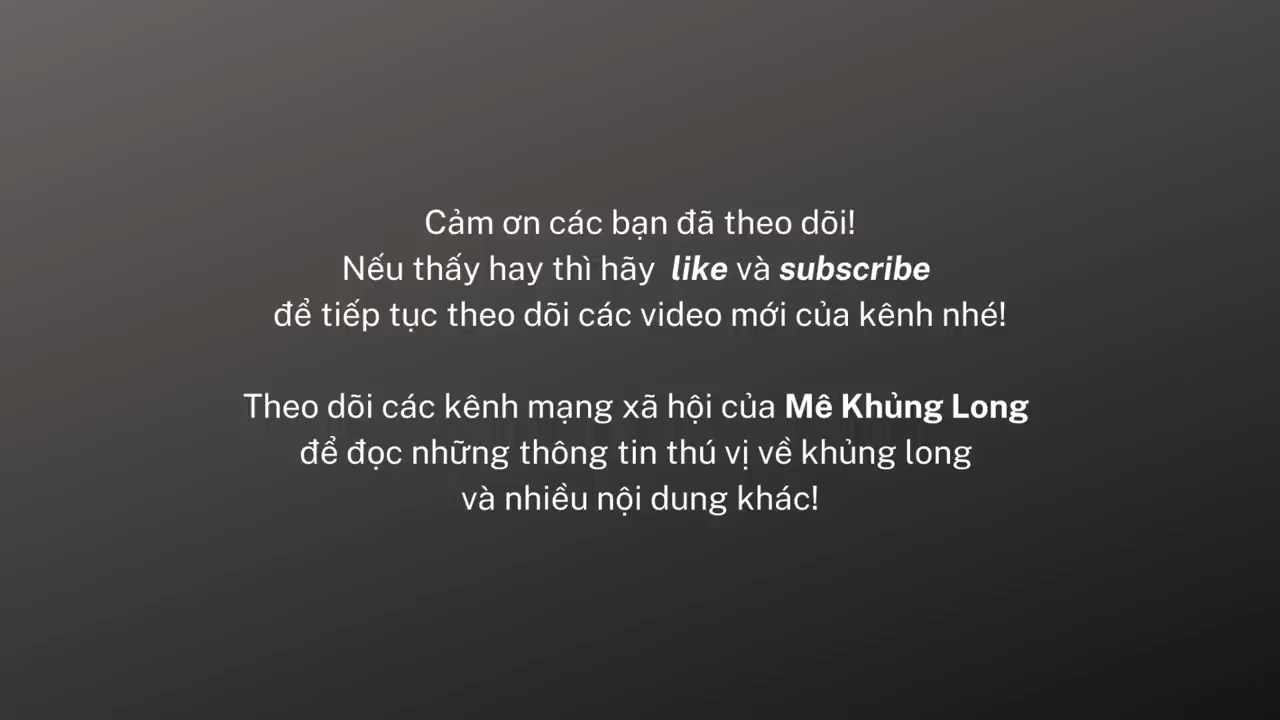 Cảm ơn các bạn đã theo dõi!
Nếu thấy hay thì hãy like và subscribe
để tiếp tục theo dõi các video mới của kênh nhé!
Theo dõi các kênh mạng xã hội của Mê Khủng Long
để đọc những thông tin thú vị về khủng long
và nhiều nội dung khác!